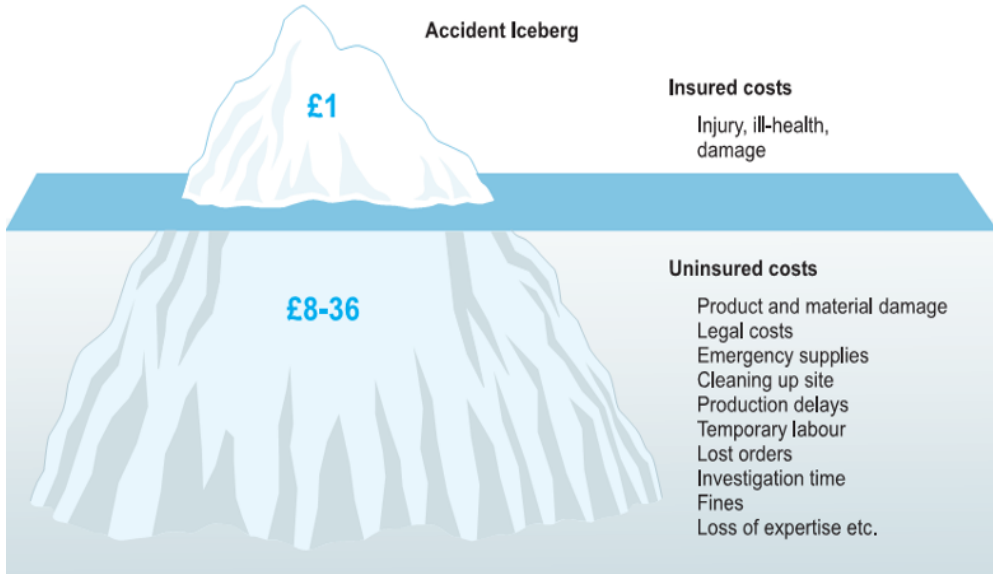 Accident Iceberg
£1
Insured costs
Injury, ill-health,
damage
£8-36
Uninsured costs
Product and material damage
Legal costs
Emergency supplies
Cleaning up site
Production delays
Temporary labour
Lost orders
Investigation time
Fines
Loss of expertise etc.